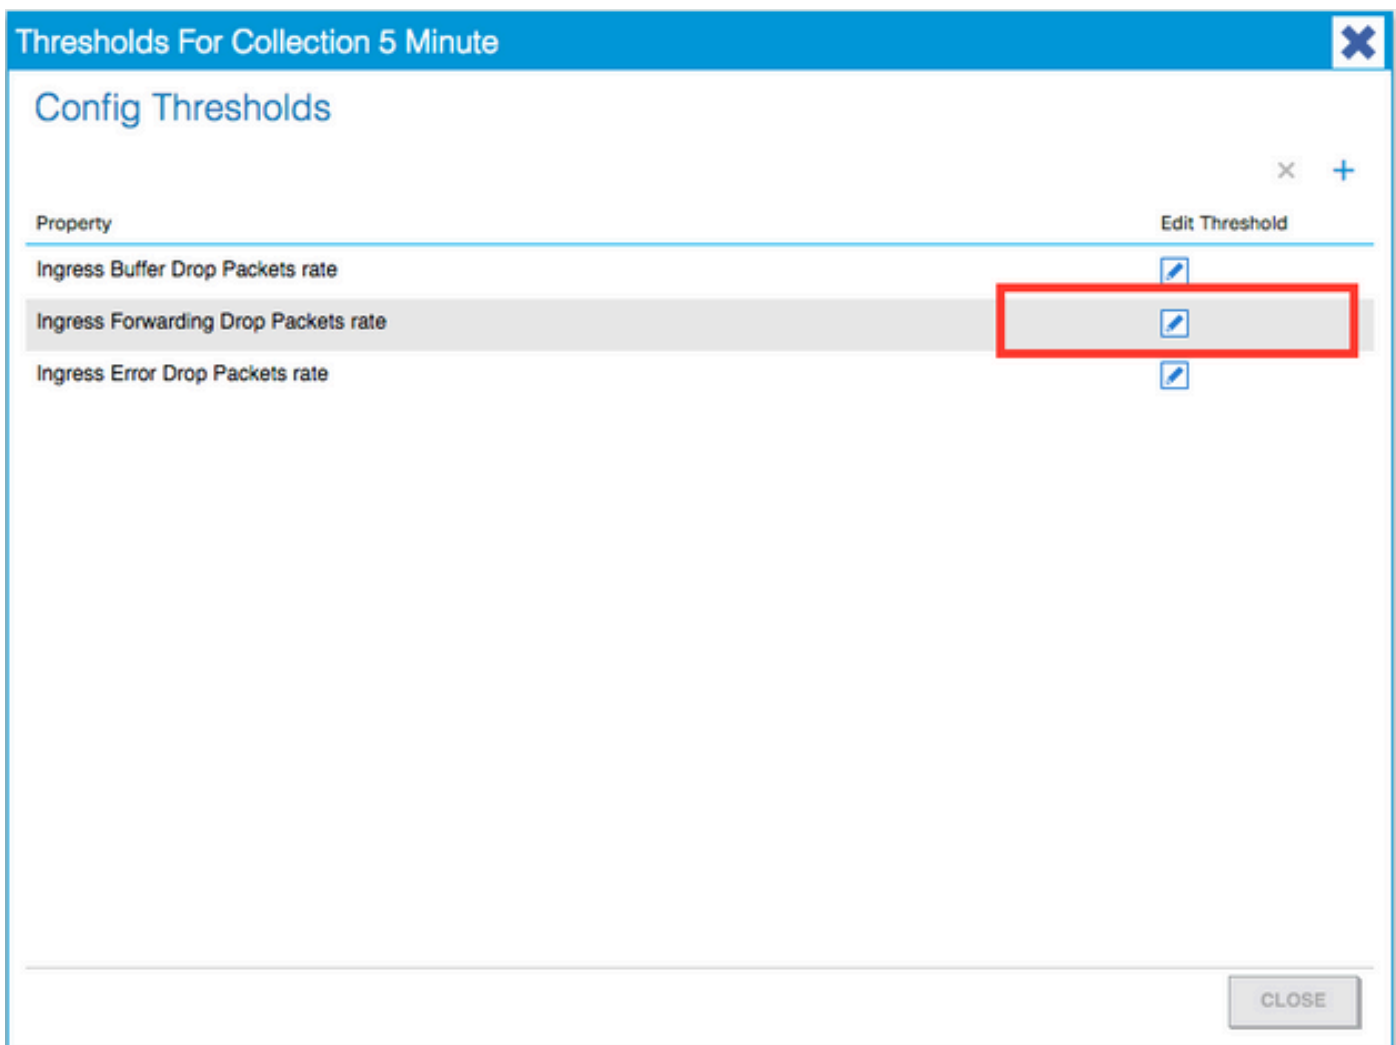 Thresholds For Collection 5 Minute
Config Thresholds
Property Edit Threshold
Ingress Buffer Drop Packets rate
Ingress Forwarding Drop Packets rate
Ingress Error Drop Packets rate
CLOSE